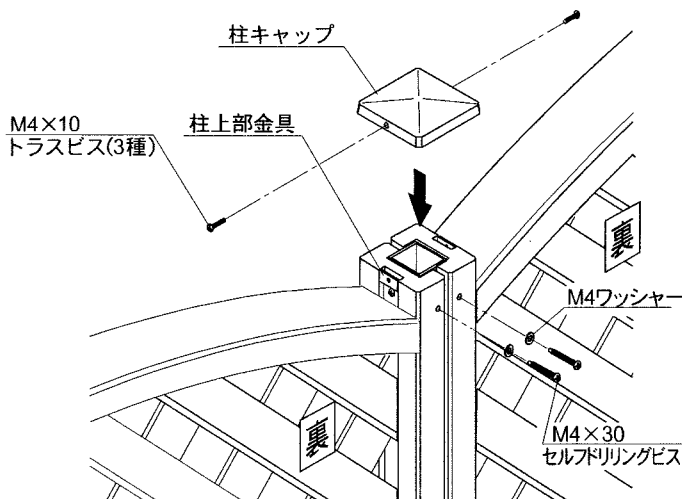 柱キャップ
M4×10
トラスビス(3種)
柱上部金具
裏
M4ワッシャー
裏
M4×30
セルフドリリングビス